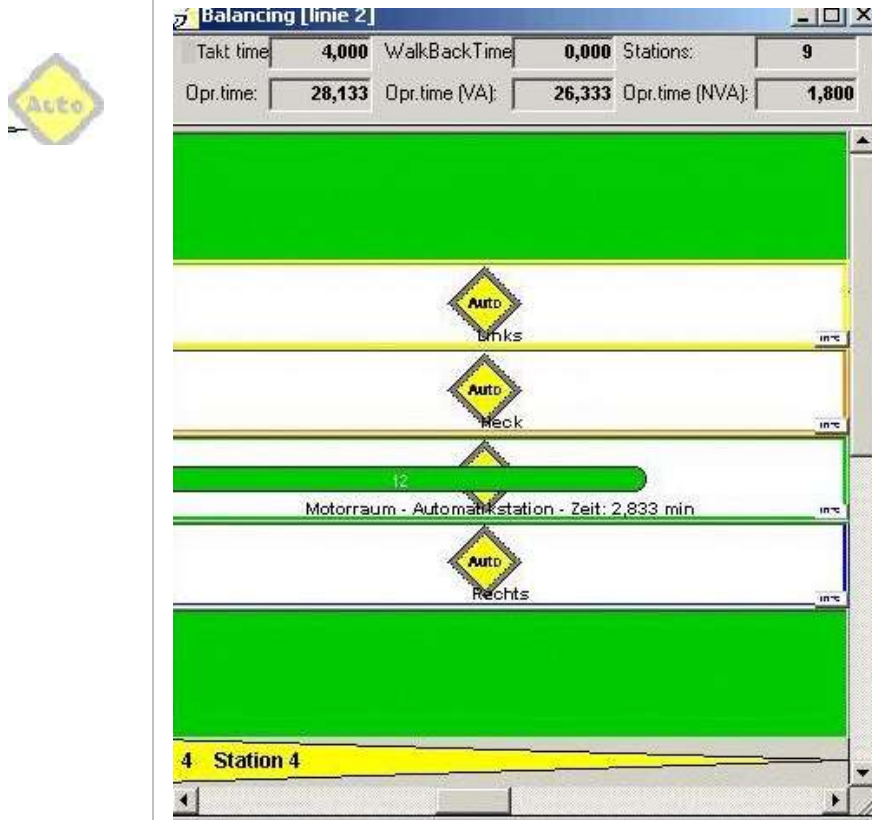 Balancing [linie 2]
Takt time 4,000 WalkBackTime 0,000 Stations: 9
Opr.time: 28,133 Opr.time (VA): 26,333 Opr.time (NVA): 1,800
Auto
Auto
Links
Auto
Heck
12
Motorraum - Automatikstation - Zeit: 2,833 min
Auto
Rechts
4 Station 4